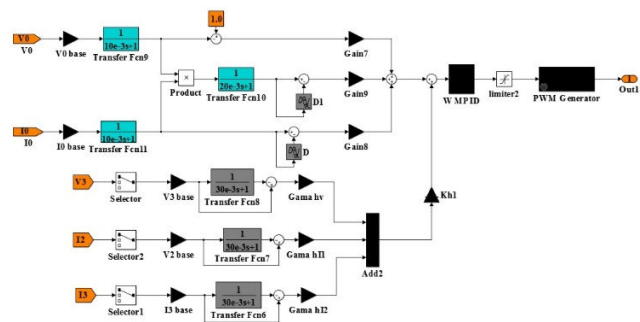 1.0
V0
V0
V0 base
1
10e-3s+1
Transfer Fcn9
Gain7
×
Product
1
20e-3s+1
Transfer Fcn10
D1
Gain9
WMPID
limiter2
PWM Generator
Out1
I0
I0
I0 base
1
10e-3s+1
Transfer Fcn11
D
Gain8
V3
Selector
V3 base
1
30e-3s+1
Transfer Fcn8
Gama hv
Kh1
I2
Selector2
V2 base
1
30e-3s+1
Transfer Fcn7
Gama hI1
Add2
I3
Selector1
I3 base
1
30e-3s+1
Transfer Fcn6
Gama hI2